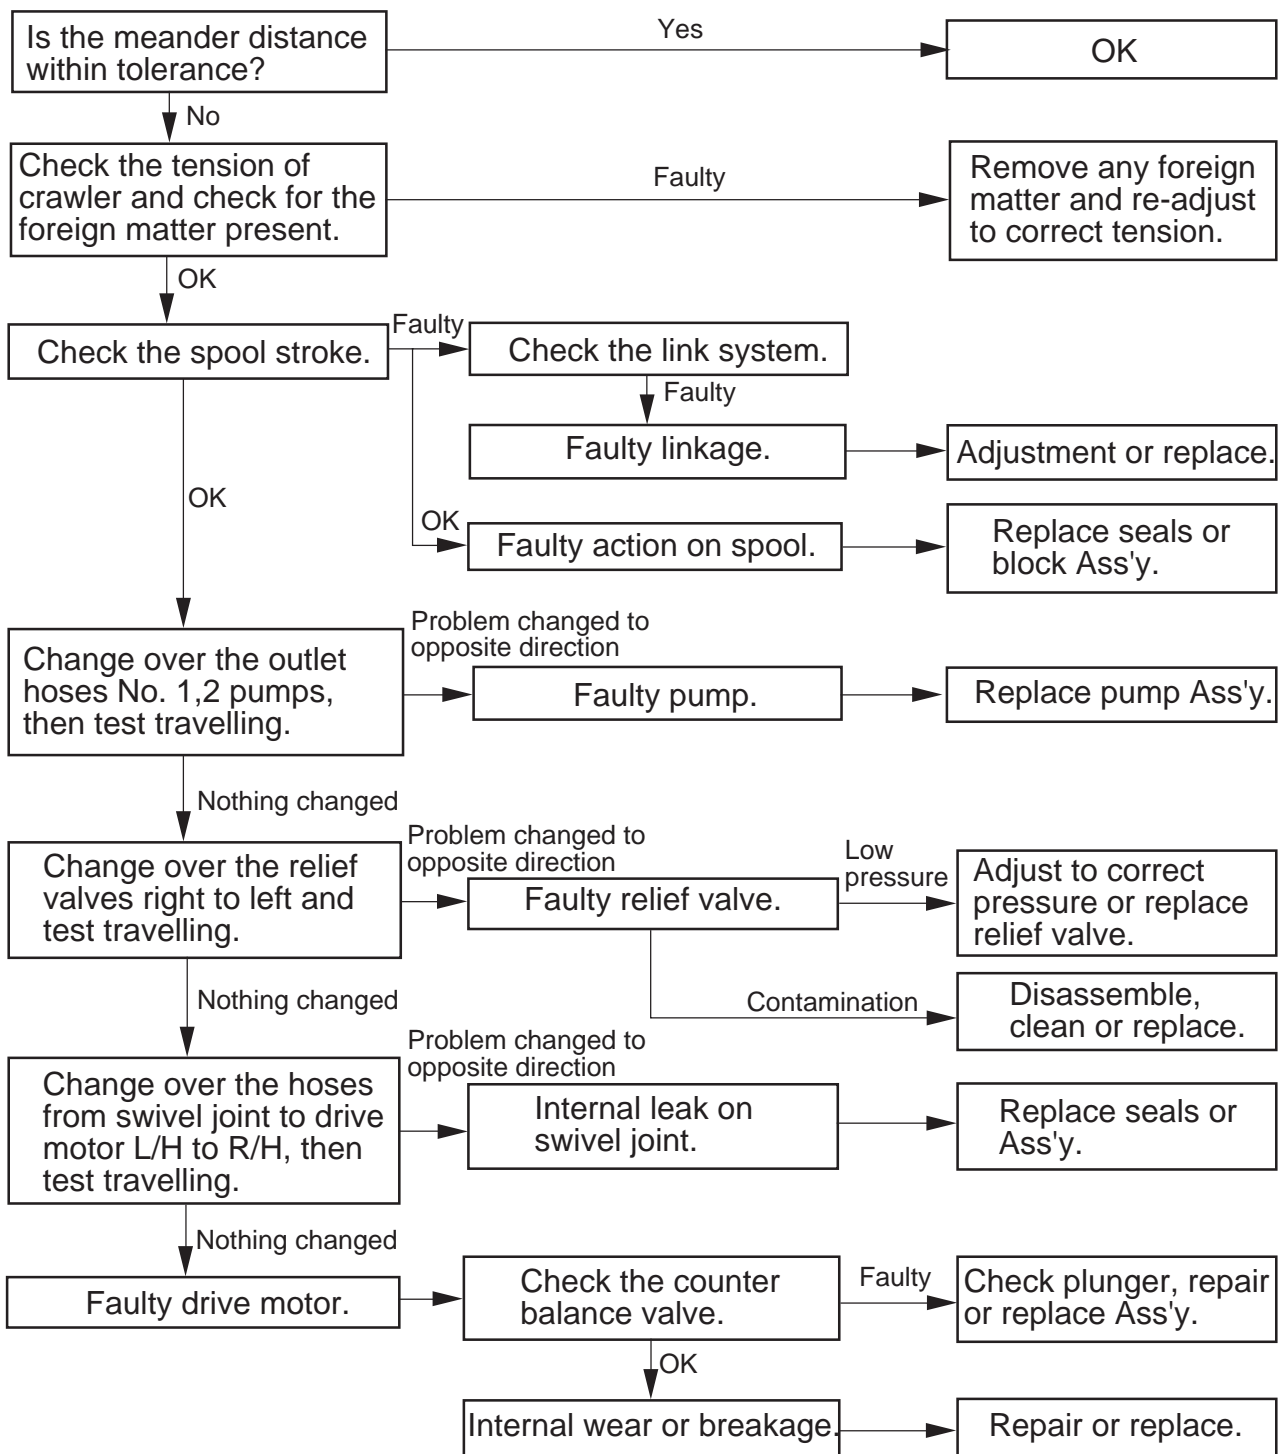 Is the meander distance
within tolerance?
Yes
OK
No
Check the tension of
crawler and check for the
foreign matter present.
Faulty
Remove any foreign
matter and re-adjust
to correct tension.
OK
Check the spool stroke.
Faulty
Check the link system.
Faulty
Faulty linkage.
Adjustment or replace.
OK
OK
Faulty action on spool.
Replace seals or
block Ass'y.
Change over the outlet
hoses No. 1,2 pumps,
then test travelling.
Problem changed to
opposite direction
Faulty pump.
Replace pump Ass'y.
Nothing changed
Change over the relief
valves right to left and
test travelling.
Problem changed to
opposite direction
Faulty relief valve.
Low
pressure
Adjust to correct
pressure or replace
relief valve.
Contamination
Disassemble,
clean or replace.
Nothing changed
Change over the hoses
from swivel joint to drive
motor L/H to R/H, then
test travelling.
Problem changed to
opposite direction
Internal leak on
swivel joint.
Replace seals or
Ass'y.
Nothing changed
Faulty drive motor.
Check the counter
balance valve.
Faulty
Check plunger, repair
or replace Ass'y.
OK
Internal wear or breakage.
Repair or replace.